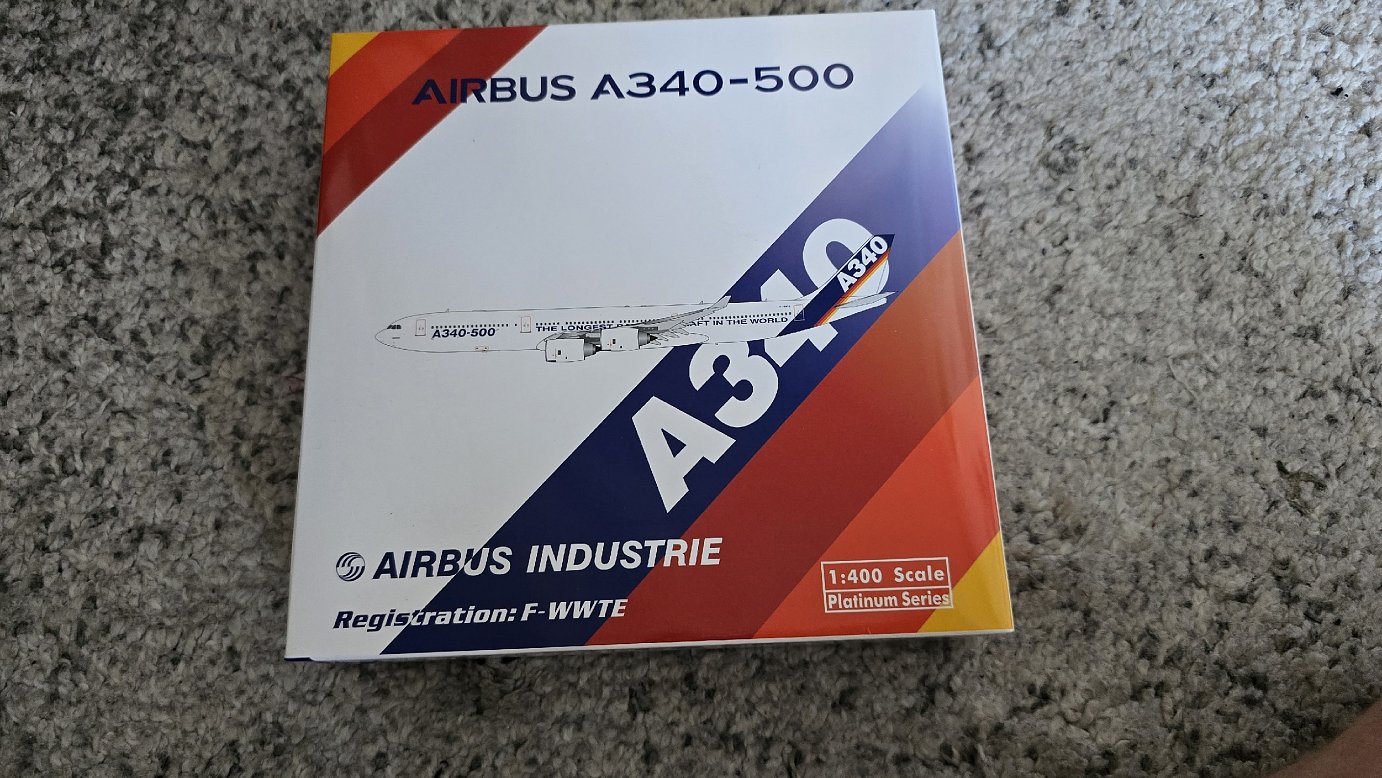 AIRBUS A340-500
A340
A340
A340-500
THE LONGEST
AFT IN THE WORLD
AIRBUS INDUSTRIE
Registration: F-WWTE
1:400 Scale
Platinum Series